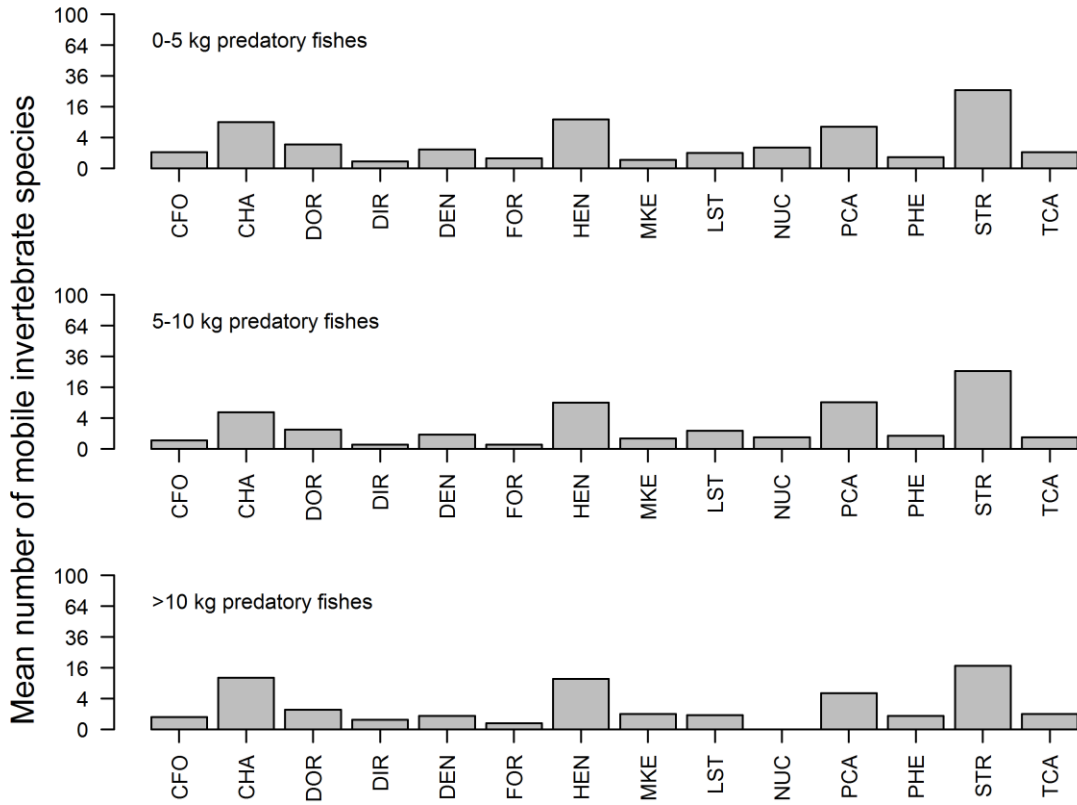 Mean number of mobile invertebrate species
0-5 kg predatory fishes
100
64
36
16
4
0
CFO CHA DOR DIR DEN FOR HEN MKE LST NUC PCA PHE STR TCA
5-10 kg predatory fishes
100
64
36
16
4
0
CFO CHA DOR DIR DEN FOR HEN MKE LST NUC PCA PHE STR TCA
>10 kg predatory fishes
100
64
36
16
4
0
CFO CHA DOR DIR DEN FOR HEN MKE LST NUC PCA PHE STR TCA